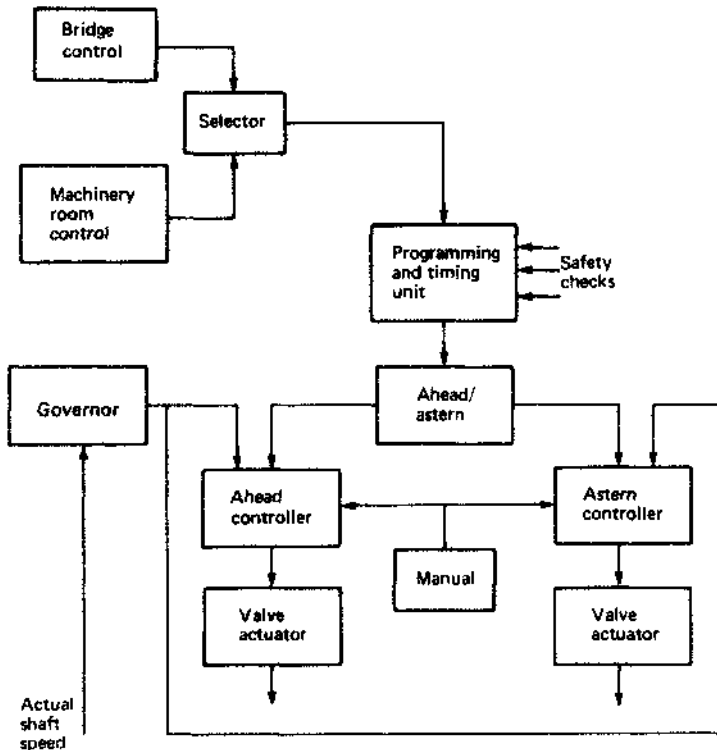 Bridge
control
Selector
Machinery
room
control
Programming
and timing
unit
Safety
checks
Governor
Ahead/
astern
Ahead
controller
Astern
controller
Manual
Valve
actuator
Valve
actuator
Actual
shaft
speed